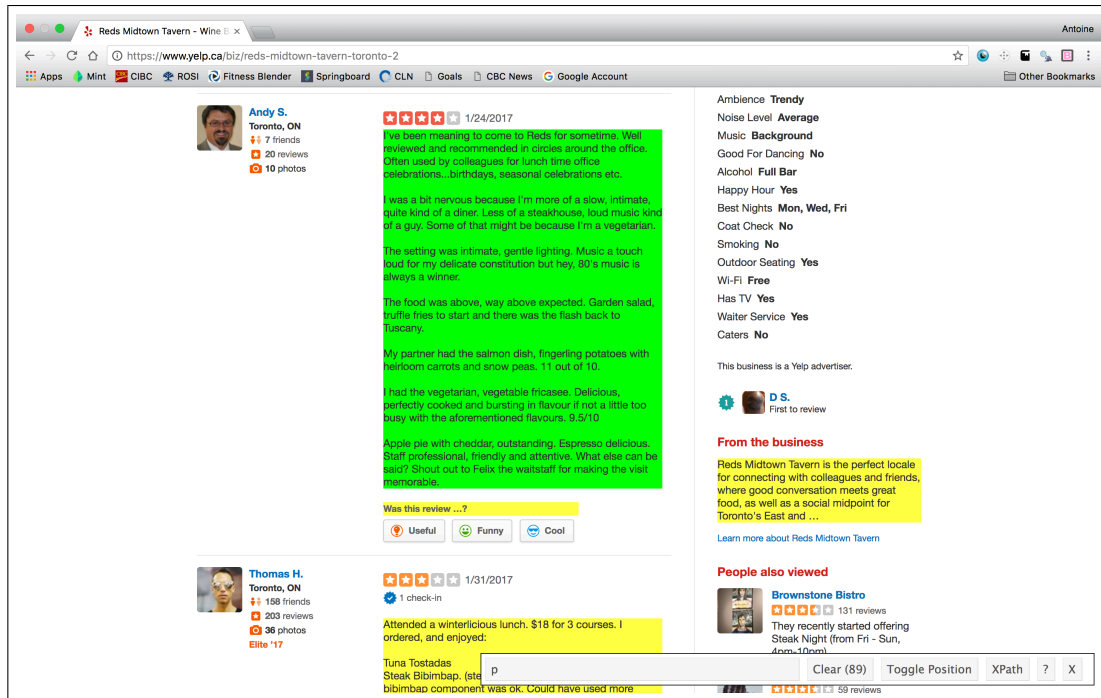 Reds Midtown Tavern - Wine B
Antoine
https://www.yelp.ca/biz/reds-midtown-tavern-toronto-2
Apps Mint CIBC ROSI Fitness Blender Springboard CLN Goals CBC News Google Account Other Bookmarks
Andy S.
Toronto, ON
7 friends
20 reviews
10 photos
1/24/2017
I've been meaning to come to Reds for sometime. Well
reviewed and recommended in circles around the office.
Often used by colleagues for lunch time office
celebrations...birthdays, seasonal celebrations etc.
I was a bit nervous because I'm more of a slow, intimate,
quite kind of a diner. Less of a steakhouse, loud music kind
of a guy. Some of that might be because I'm a vegetarian.
The setting was intimate, gentle lighting. Music a touch
loud for my delicate constitution but hey, 80's music is
always a winner.
The food was above, way above expected. Garden salad,
truffle fries to start and there was the flash back to
Tuscany.
My partner had the salmon dish, fingerling potatoes with
heirloom carrots and snow peas. 11 out of 10.
I had the vegetarian, vegetable fricasee. Delicious,
perfectly cooked and bursting in flavour if not a little too
busy with the aforementioned flavours. 9.5/10
Apple pie with cheddar, outstanding. Espresso delicious.
Staff professional, friendly and attentive. What else can be
said? Shout out to Felix the waitstaff for making the visit
memorable.
Was this review ...?
Useful Funny Cool
Thomas H.
Toronto, ON
158 friends
203 reviews
36 photos
Elite '17
1/31/2017
1 check-in
Attended a winterlicious lunch. $18 for 3 courses. I
ordered, and enjoyed:
Tuna Tostadas
Steak Bibimbap. (ste
bibimbap component was ok. Could have used more
Ambience Trendy
Noise Level Average
Music Background
Good For Dancing No
Alcohol Full Bar
Happy Hour Yes
Best Nights Mon, Wed, Fri
Coat Check No
Smoking No
Outdoor Seating Yes
Wi-Fi Free
Has TV Yes
Waiter Service Yes
Caters No
This business is a Yelp advertiser.
1
D S.
First to review
From the business
Reds Midtown Tavern is the perfect locale
for connecting with colleagues and friends,
where good conversation meets great
food, as well as a social midpoint for
Toronto's East and …
Learn more about Reds Midtown Tavern
People also viewed
Brownstone Bistro
131 reviews
They recently started offering
Steak Night (from Fri - Sun,
4pm-10pm)
59 reviews
p Clear (89) Toggle Position XPath ? X